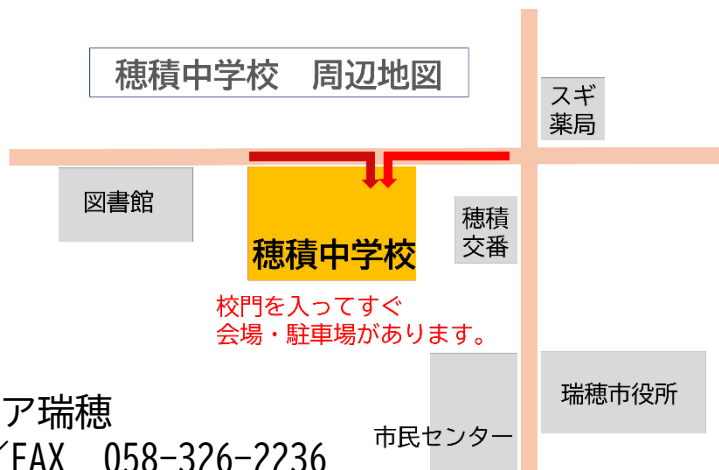 穂積中学校　周辺地図
スギ
薬局
図書館
穂積中学校
穂積
交番
校門を入ってすぐ
会場・駐車場があります。
瑞穂市役所
市民センター
ア瑞穂
／FAX　058-326-2236